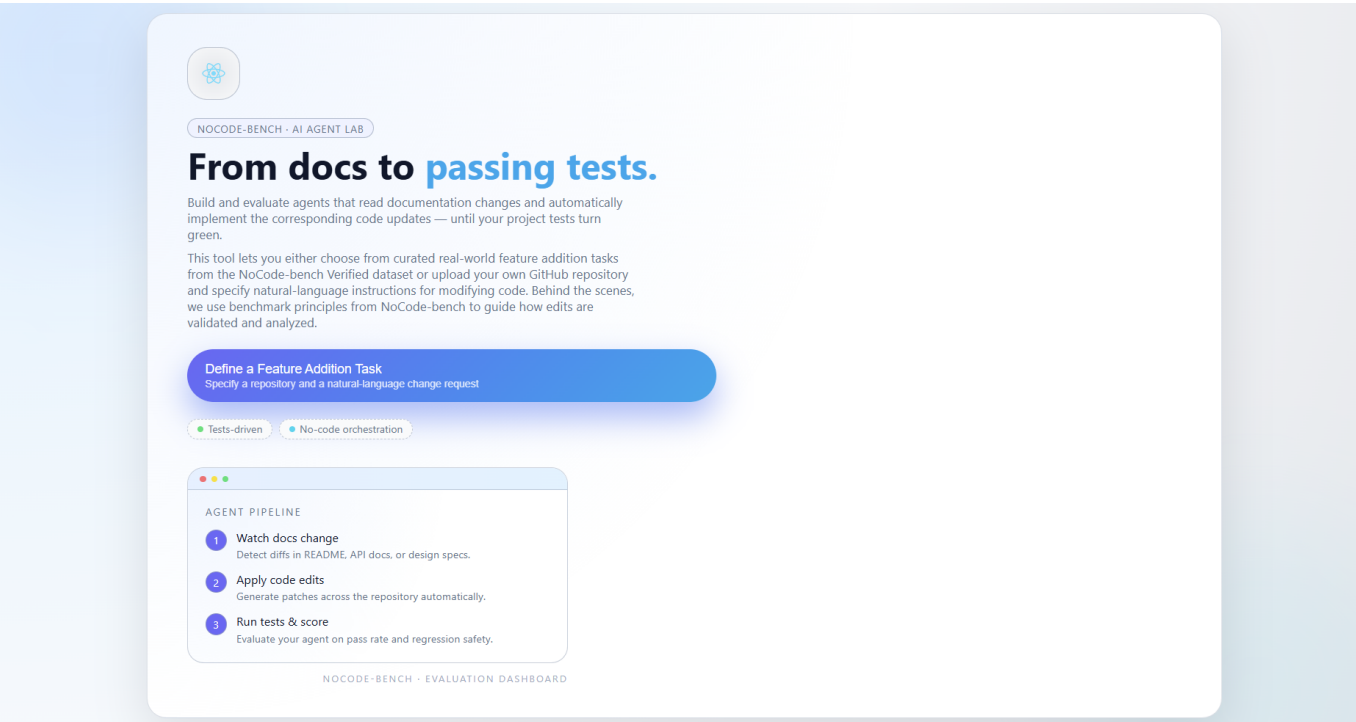 NOCODE-BENCH · AI AGENT LAB
From docs to passing tests.
Build and evaluate agents that read documentation changes and automatically
implement the corresponding code updates — until your project tests turn
green.
This tool lets you either choose from curated real-world feature addition tasks
from the NoCode-bench Verified dataset or upload your own GitHub repository
and specify natural-language instructions for modifying code. Behind the scenes,
we use benchmark principles from NoCode-bench to guide how edits are
validated and analyzed.
Define a Feature Addition Task
Specify a repository and a natural-language change request
Tests-driven
No-code orchestration
AGENT PIPELINE
1
Watch docs change
Detect diffs in README, API docs, or design specs.
2
Apply code edits
Generate patches across the repository automatically.
3
Run tests & score
Evaluate your agent on pass rate and regression safety.
NOCODE-BENCH · EVALUATION DASHBOARD